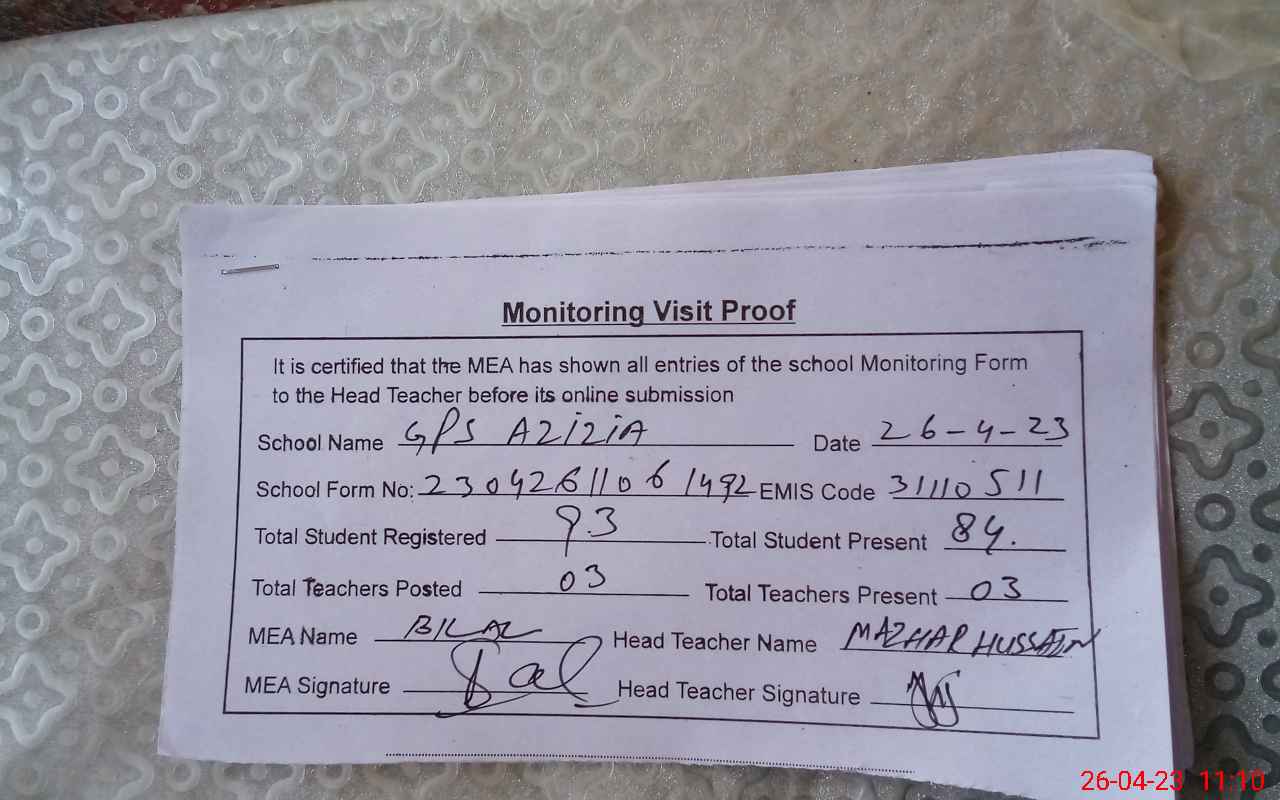 Monitoring Visit Proof
It is certified that the MEA has shown all entries of the school Monitoring Form
to the Head Teacher before its online submission
School Name GPS AZIZIA Date 26-4-23
School Form No: 23042611061492 EMIS Code 31110511
Total Student Registered 93 Total Student Present 84.
Total Teachers Posted 03 Total Teachers Present 03
MEA Name BILAL Head Teacher Name MAZHAR HUSSAIN
MEA Signature Head Teacher Signature
26-04-23 11:10